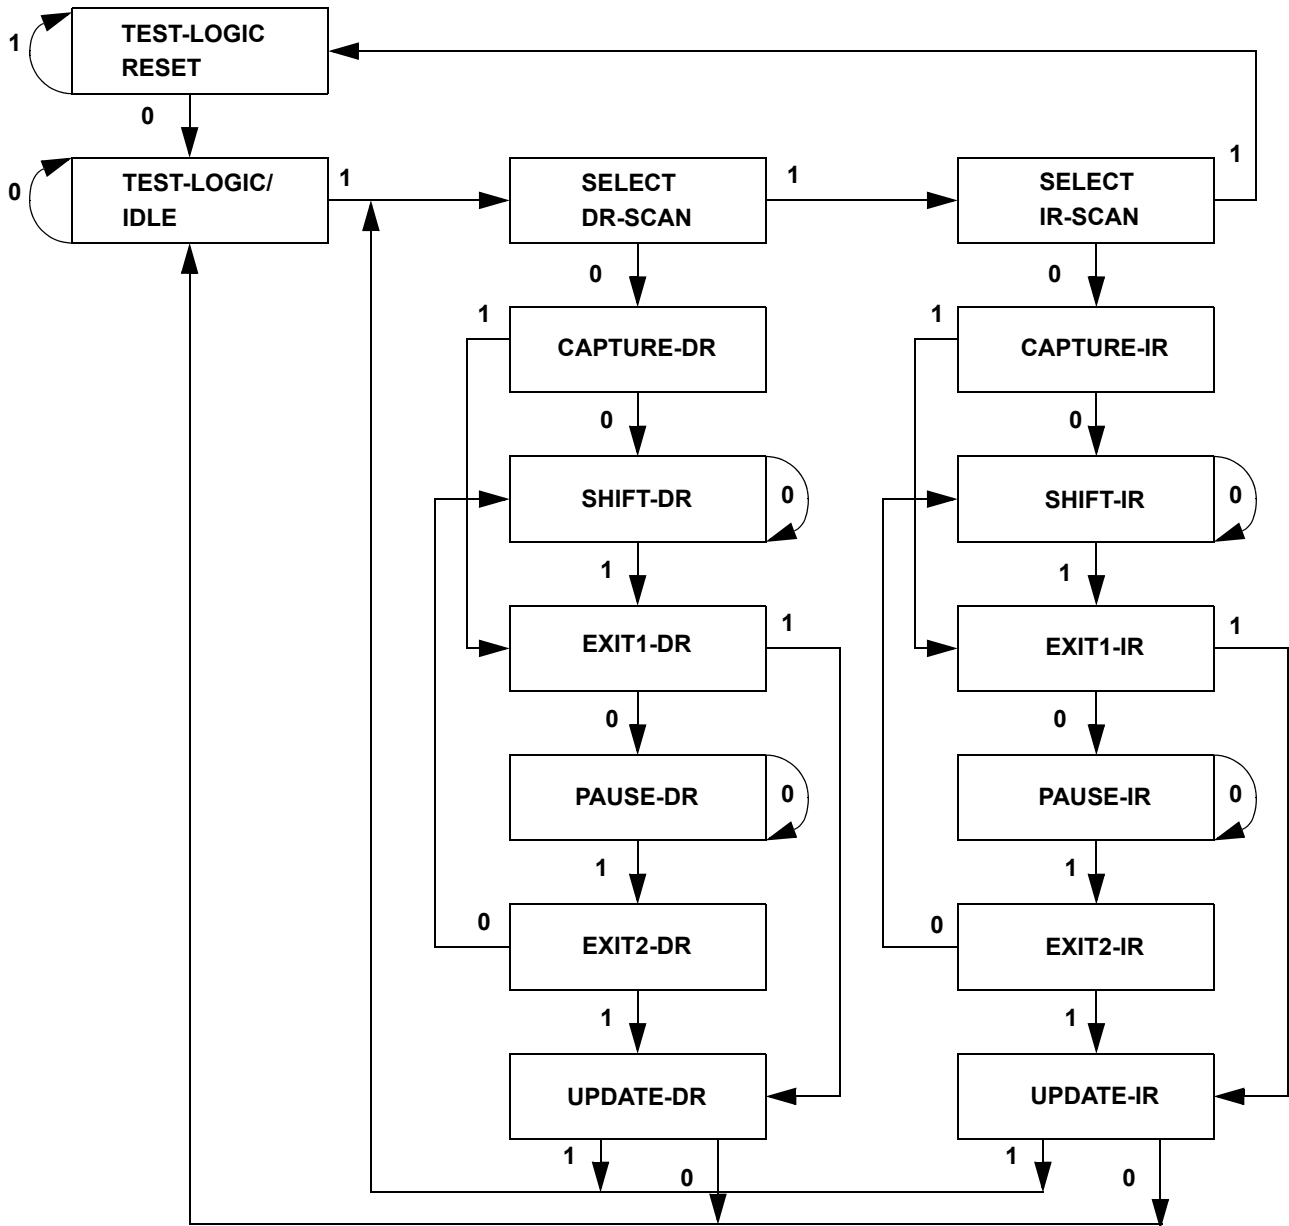 1
TEST-LOGIC
RESET
0
0
TEST-LOGIC/
IDLE
1
SELECT
DR-SCAN
1
SELECT
IR-SCAN
1
0
0
1
CAPTURE-DR
1
CAPTURE-IR
0
0
SHIFT-DR
0
SHIFT-IR
0
1
1
EXIT1-DR
1
EXIT1-IR
1
0
0
PAUSE-DR
0
PAUSE-IR
0
1
1
0
EXIT2-DR
0
EXIT2-IR
1
1
UPDATE-DR
UPDATE-IR
1
0
1
0